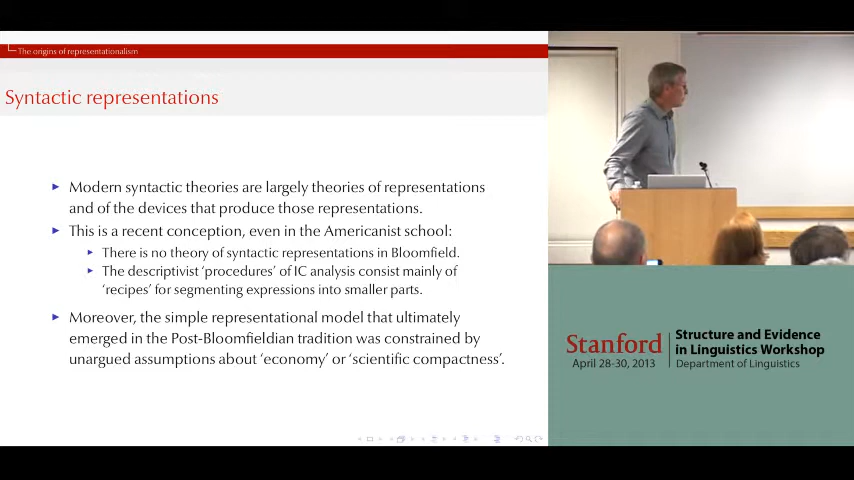 The origins of representationalism
Syntactic representations
Modern syntactic theories are largely theories of representations
and of the devices that produce those representations.
This is a recent conception, even in the Americanist school:
There is no theory of syntactic representations in Bloomfield.
The descriptivist ‘procedures’ of IC analysis consist mainly of
‘recipes’ for segmenting expressions into smaller parts.
Moreover, the simple representational model that ultimately
emerged in the Post-Bloomfieldian tradition was constrained by
unargued assumptions about ‘economy’ or ‘scientific compactness’.
Stanford
April 28-30, 2013
Structure and Evidence
in Linguistics Workshop
Department of Linguistics